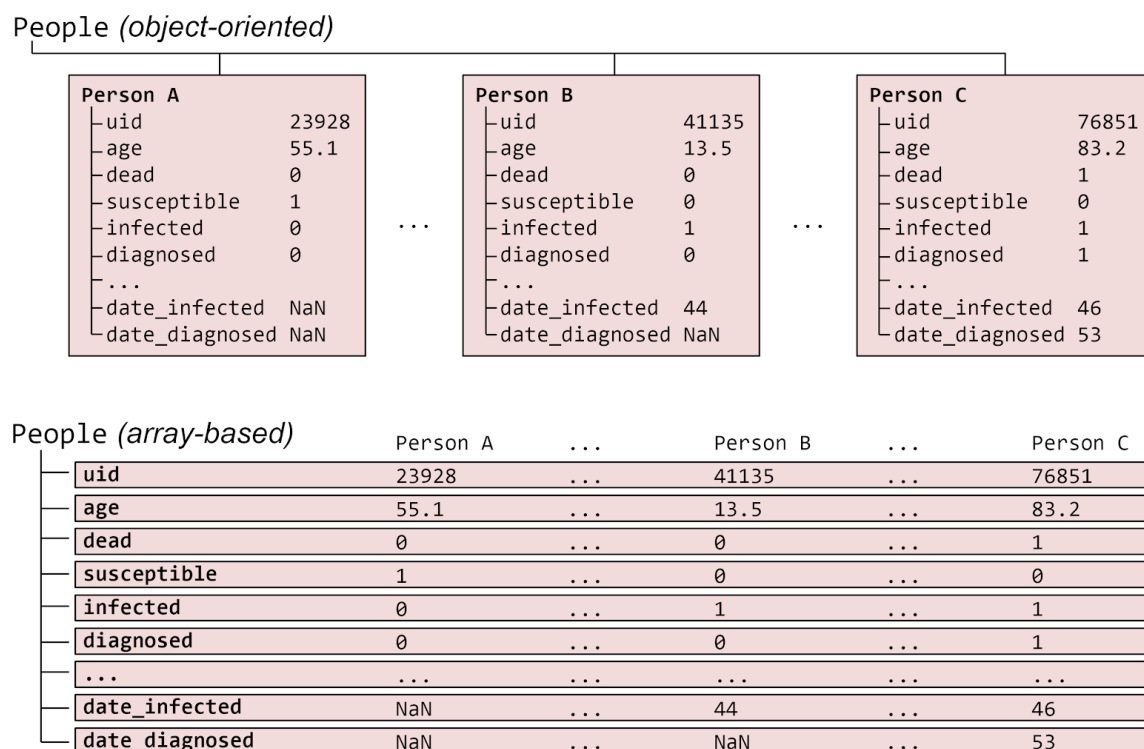 People (object-oriented)
Person A
uid 23928
age 55.1
dead 0
susceptible 1
infected 0
diagnosed 0
...
date_infected NaN
date_diagnosed NaN
...
Person B
uid 41135
age 13.5
dead 0
susceptible 0
infected 1
diagnosed 0
...
date_infected 44
date_diagnosed NaN
...
Person C
uid 76851
age 83.2
dead 1
susceptible 0
infected 1
diagnosed 1
...
date_infected 46
date_diagnosed 53
People (array-based)
Person A ... Person B ... Person C
uid 23928 ... 41135 ... 76851
age 55.1 ... 13.5 ... 83.2
dead 0 ... 0 ... 1
susceptible 1 ... 0 ... 0
infected 0 ... 1 ... 1
diagnosed 0 ... 0 ... 1
... ... ... ... ... ...
date_infected NaN ... 44 ... 46
date_diagnosed NaN ... NaN ... 53